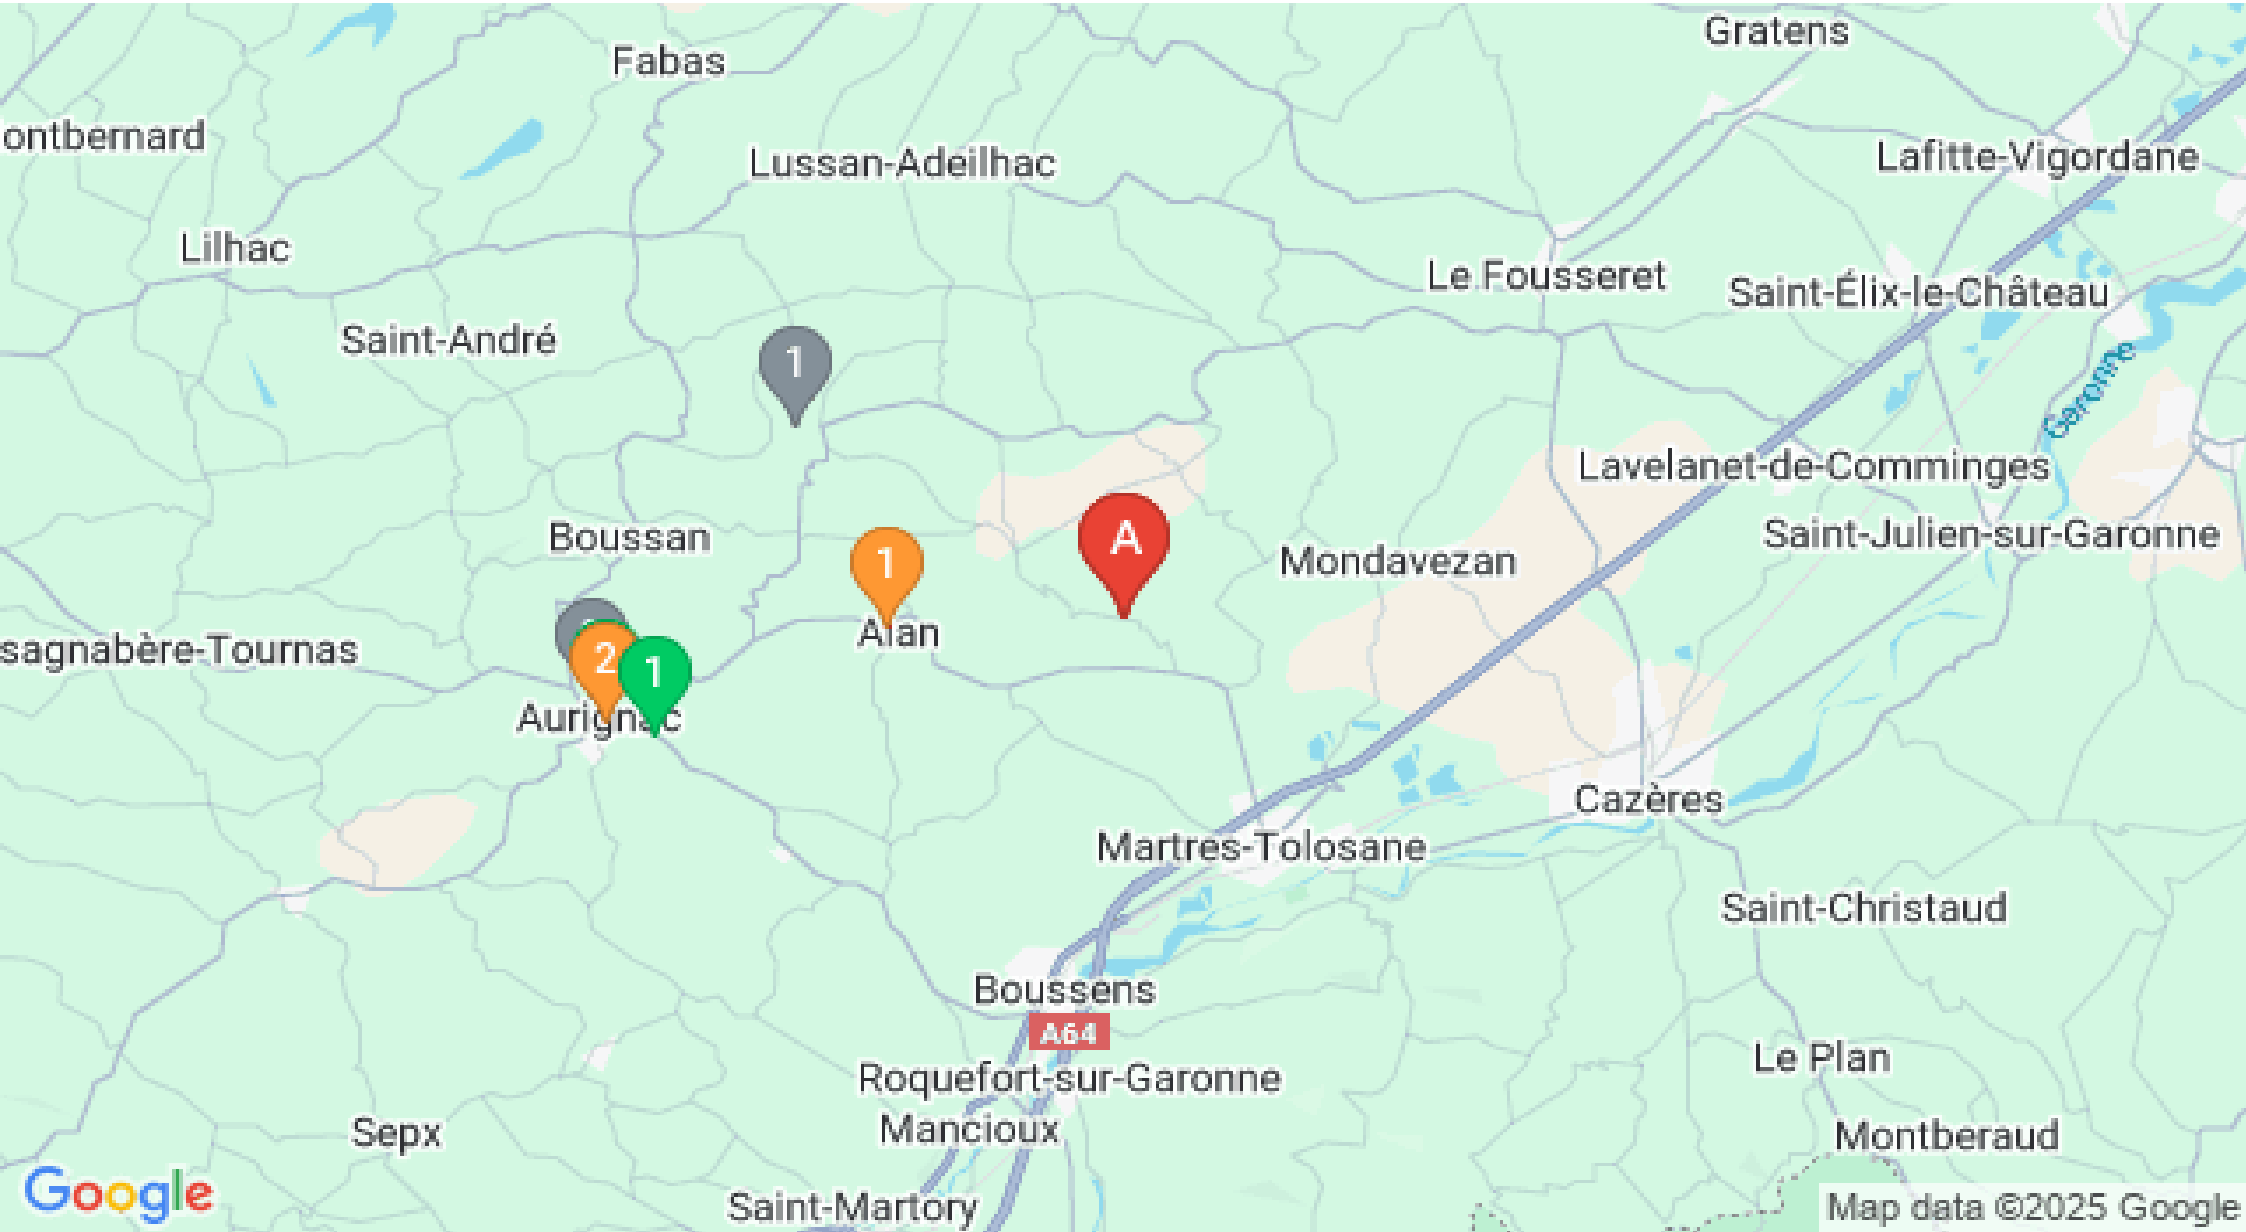 Gratens
Fabas
ontbernard
Lafitte-Vigordane
Lussan-Adeilhac
Lilhac
Le Fousseret
Saint-Élix-le-Château
Saint-André
1
Garonne
Lavelanet-de-Comminges
Saint-Julien-sur-Garonne
Boussan
A
Mondavezan
1
Alan
sagnabère-Tournas
2
1
Aurignac
Cazères
Martres-Tolosane
Saint-Christaud
Boussens
A64
Le Plan
Roquefort-sur-Garonne
Mancioux
Sepx
Montberaud
Google
Saint-Martory
Map data ©2025 Google